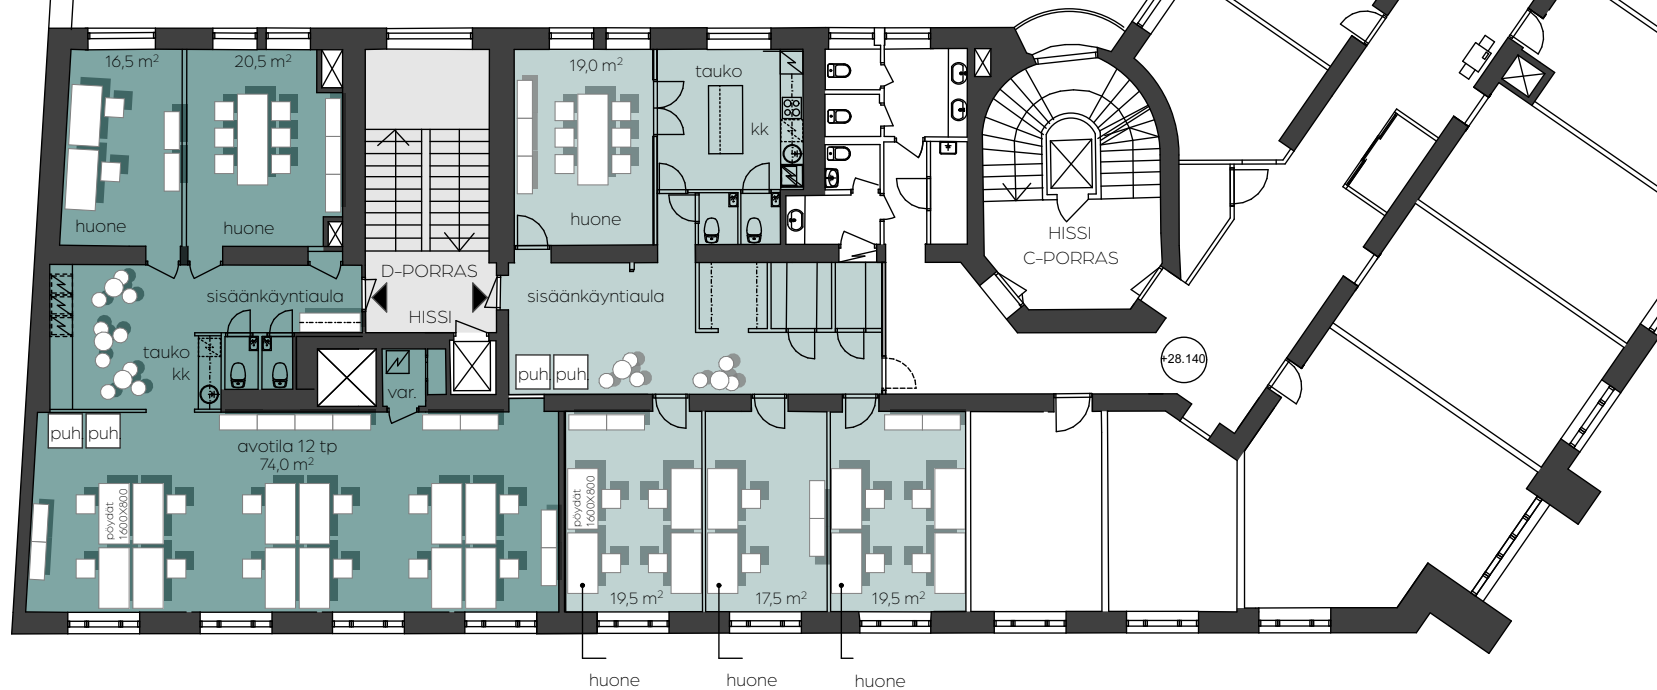 16,5 m²
20,5 m²
19,0 m²
tauko
kk
huone
huone
huone
HISSI
C-PORRAS
D-PORRAS
HISSI
sisäänkäyntiaula
sisäänkäyntiaula
tauko
kk
+28.140
puh.
puh.
var.
puh.
puh.
avotila 12 tp
74,0 m²
pöydät
1600X800
pöydät
1600X800
19,5 m²
17,5 m²
19,5 m²
huone
huone
huone